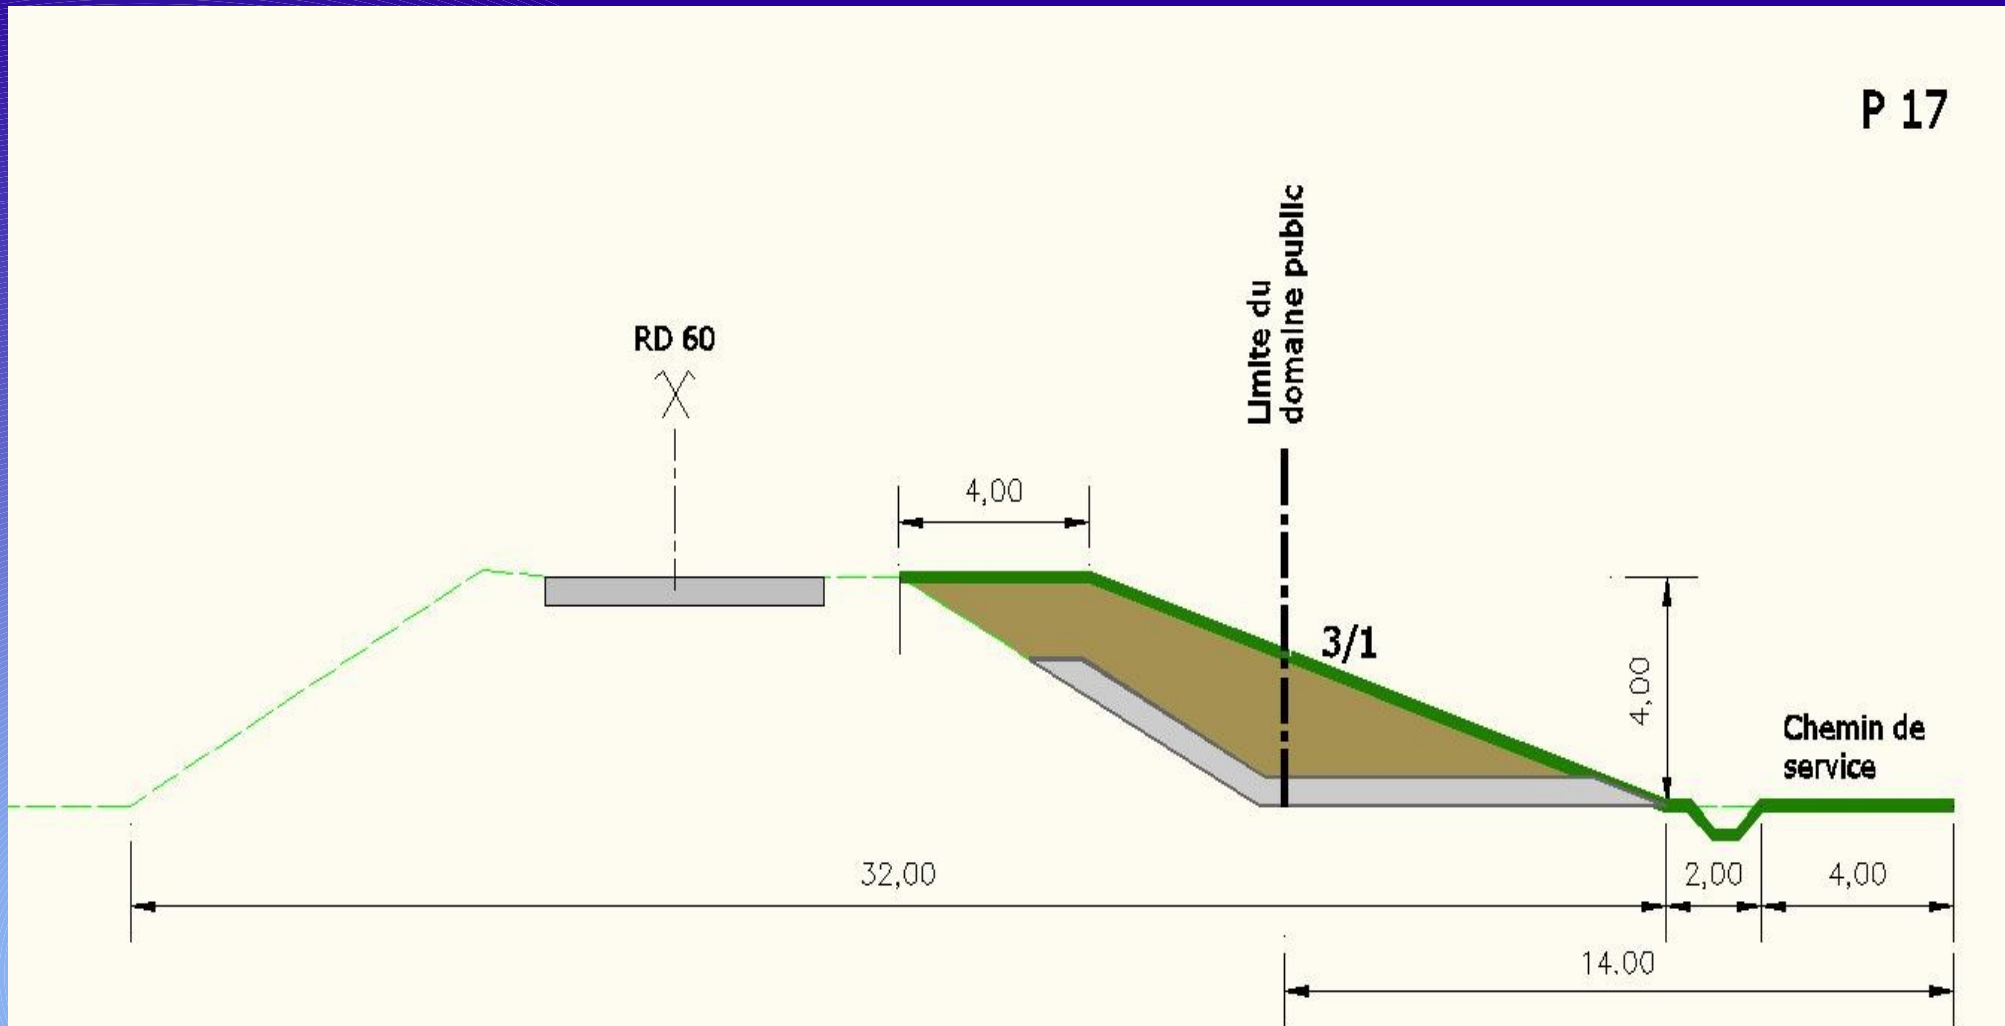 P 17
Limite du
domaine public
RD 60
4,00
3/1
4,00
Chemin de
service
32,00
2,00
4,00
14.00